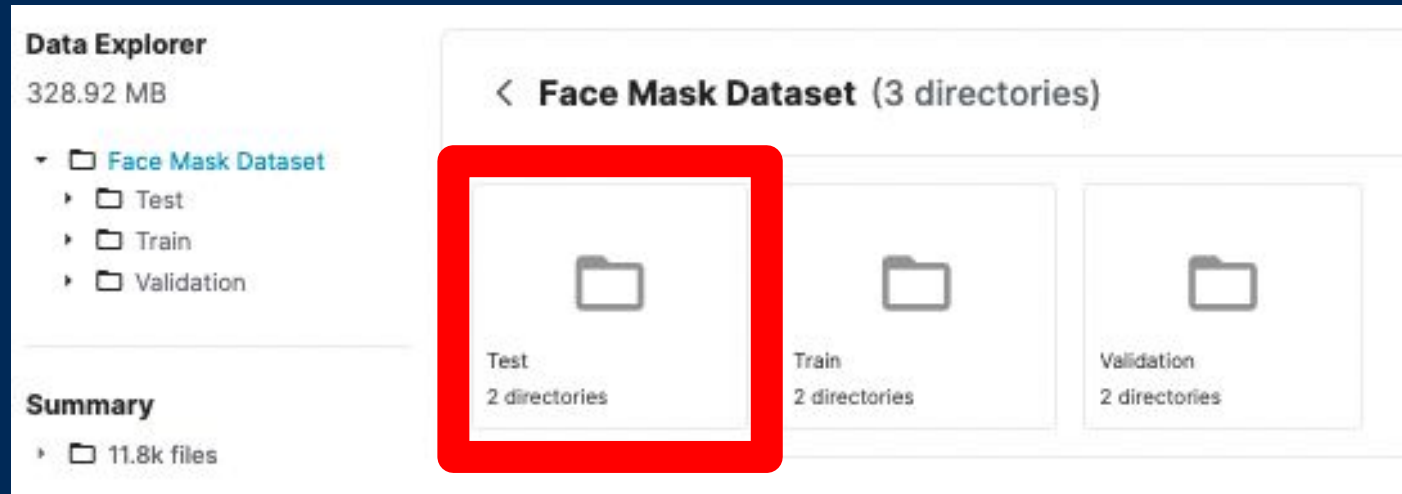 Data Explorer
328.92 MB
Face Mask Dataset
Test
Train
Validation
Summary
11.8k files
< Face Mask Dataset (3 directories)
Test
2 directories
Train
2 directories
Validation
2 directories